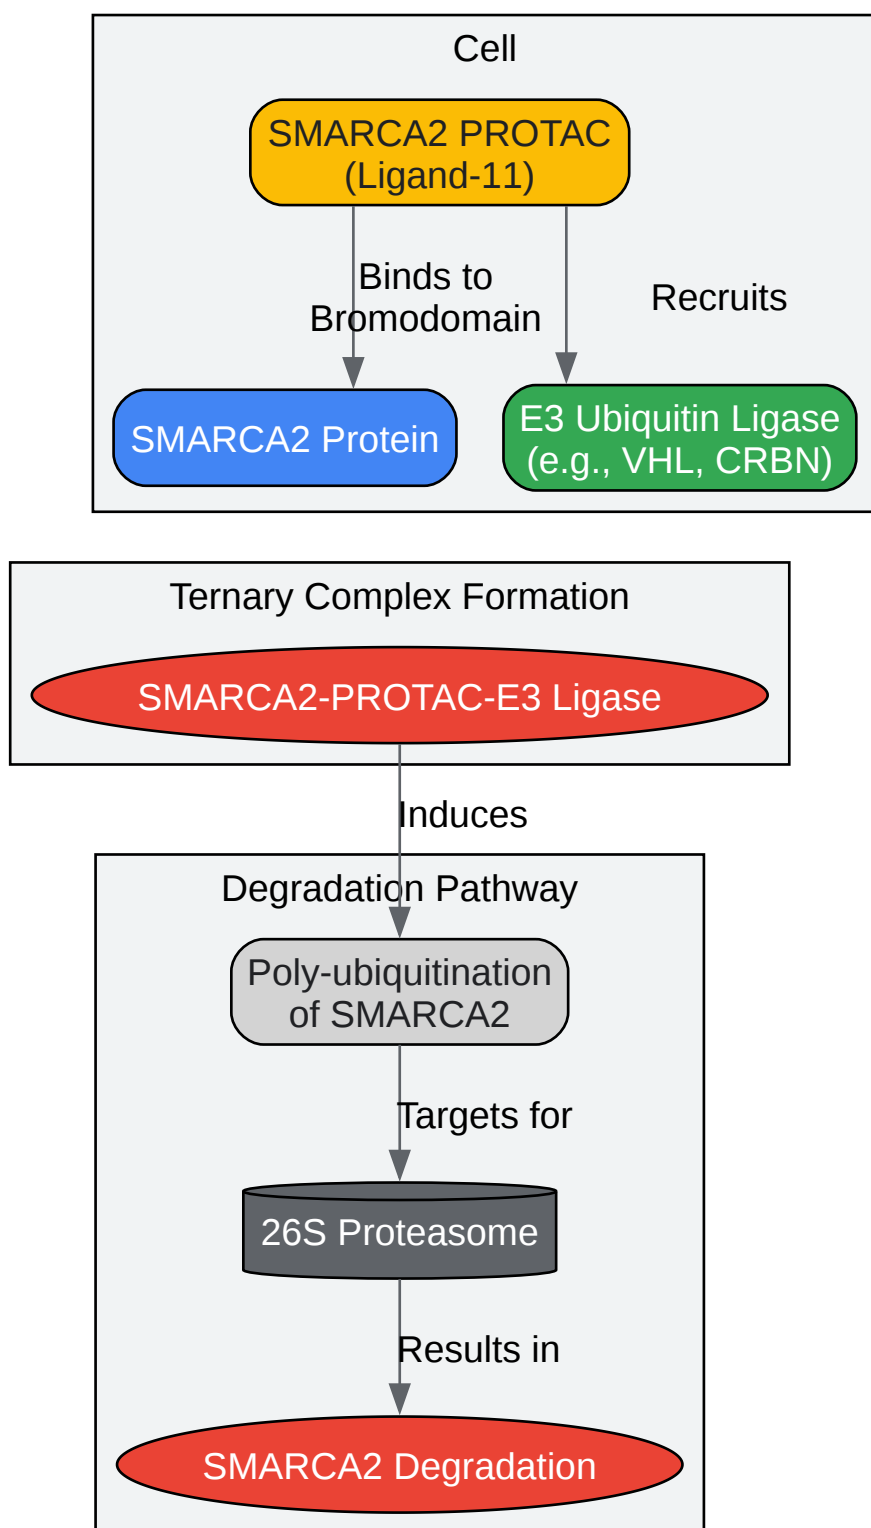 Cell
SMARCA2 PROTAC
(Ligand-11)
Binds to
Bromodomain
Recruits
SMARCA2 Protein
E3 Ubiquitin Ligase
(e.g., VHL, CRBN)
Ternary Complex Formation
SMARCA2-PROTAC-E3 Ligase
Induces
Degradation Pathway
Poly-ubiquitination
of SMARCA2
Targets for
26S Proteasome
Results in
SMARCA2 Degradation